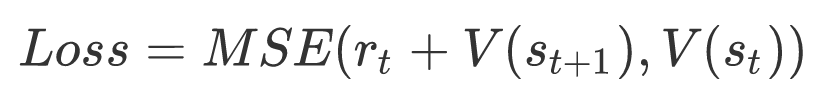 Loss = MSE(r_t + V(s_{t+1}), V(s_t))